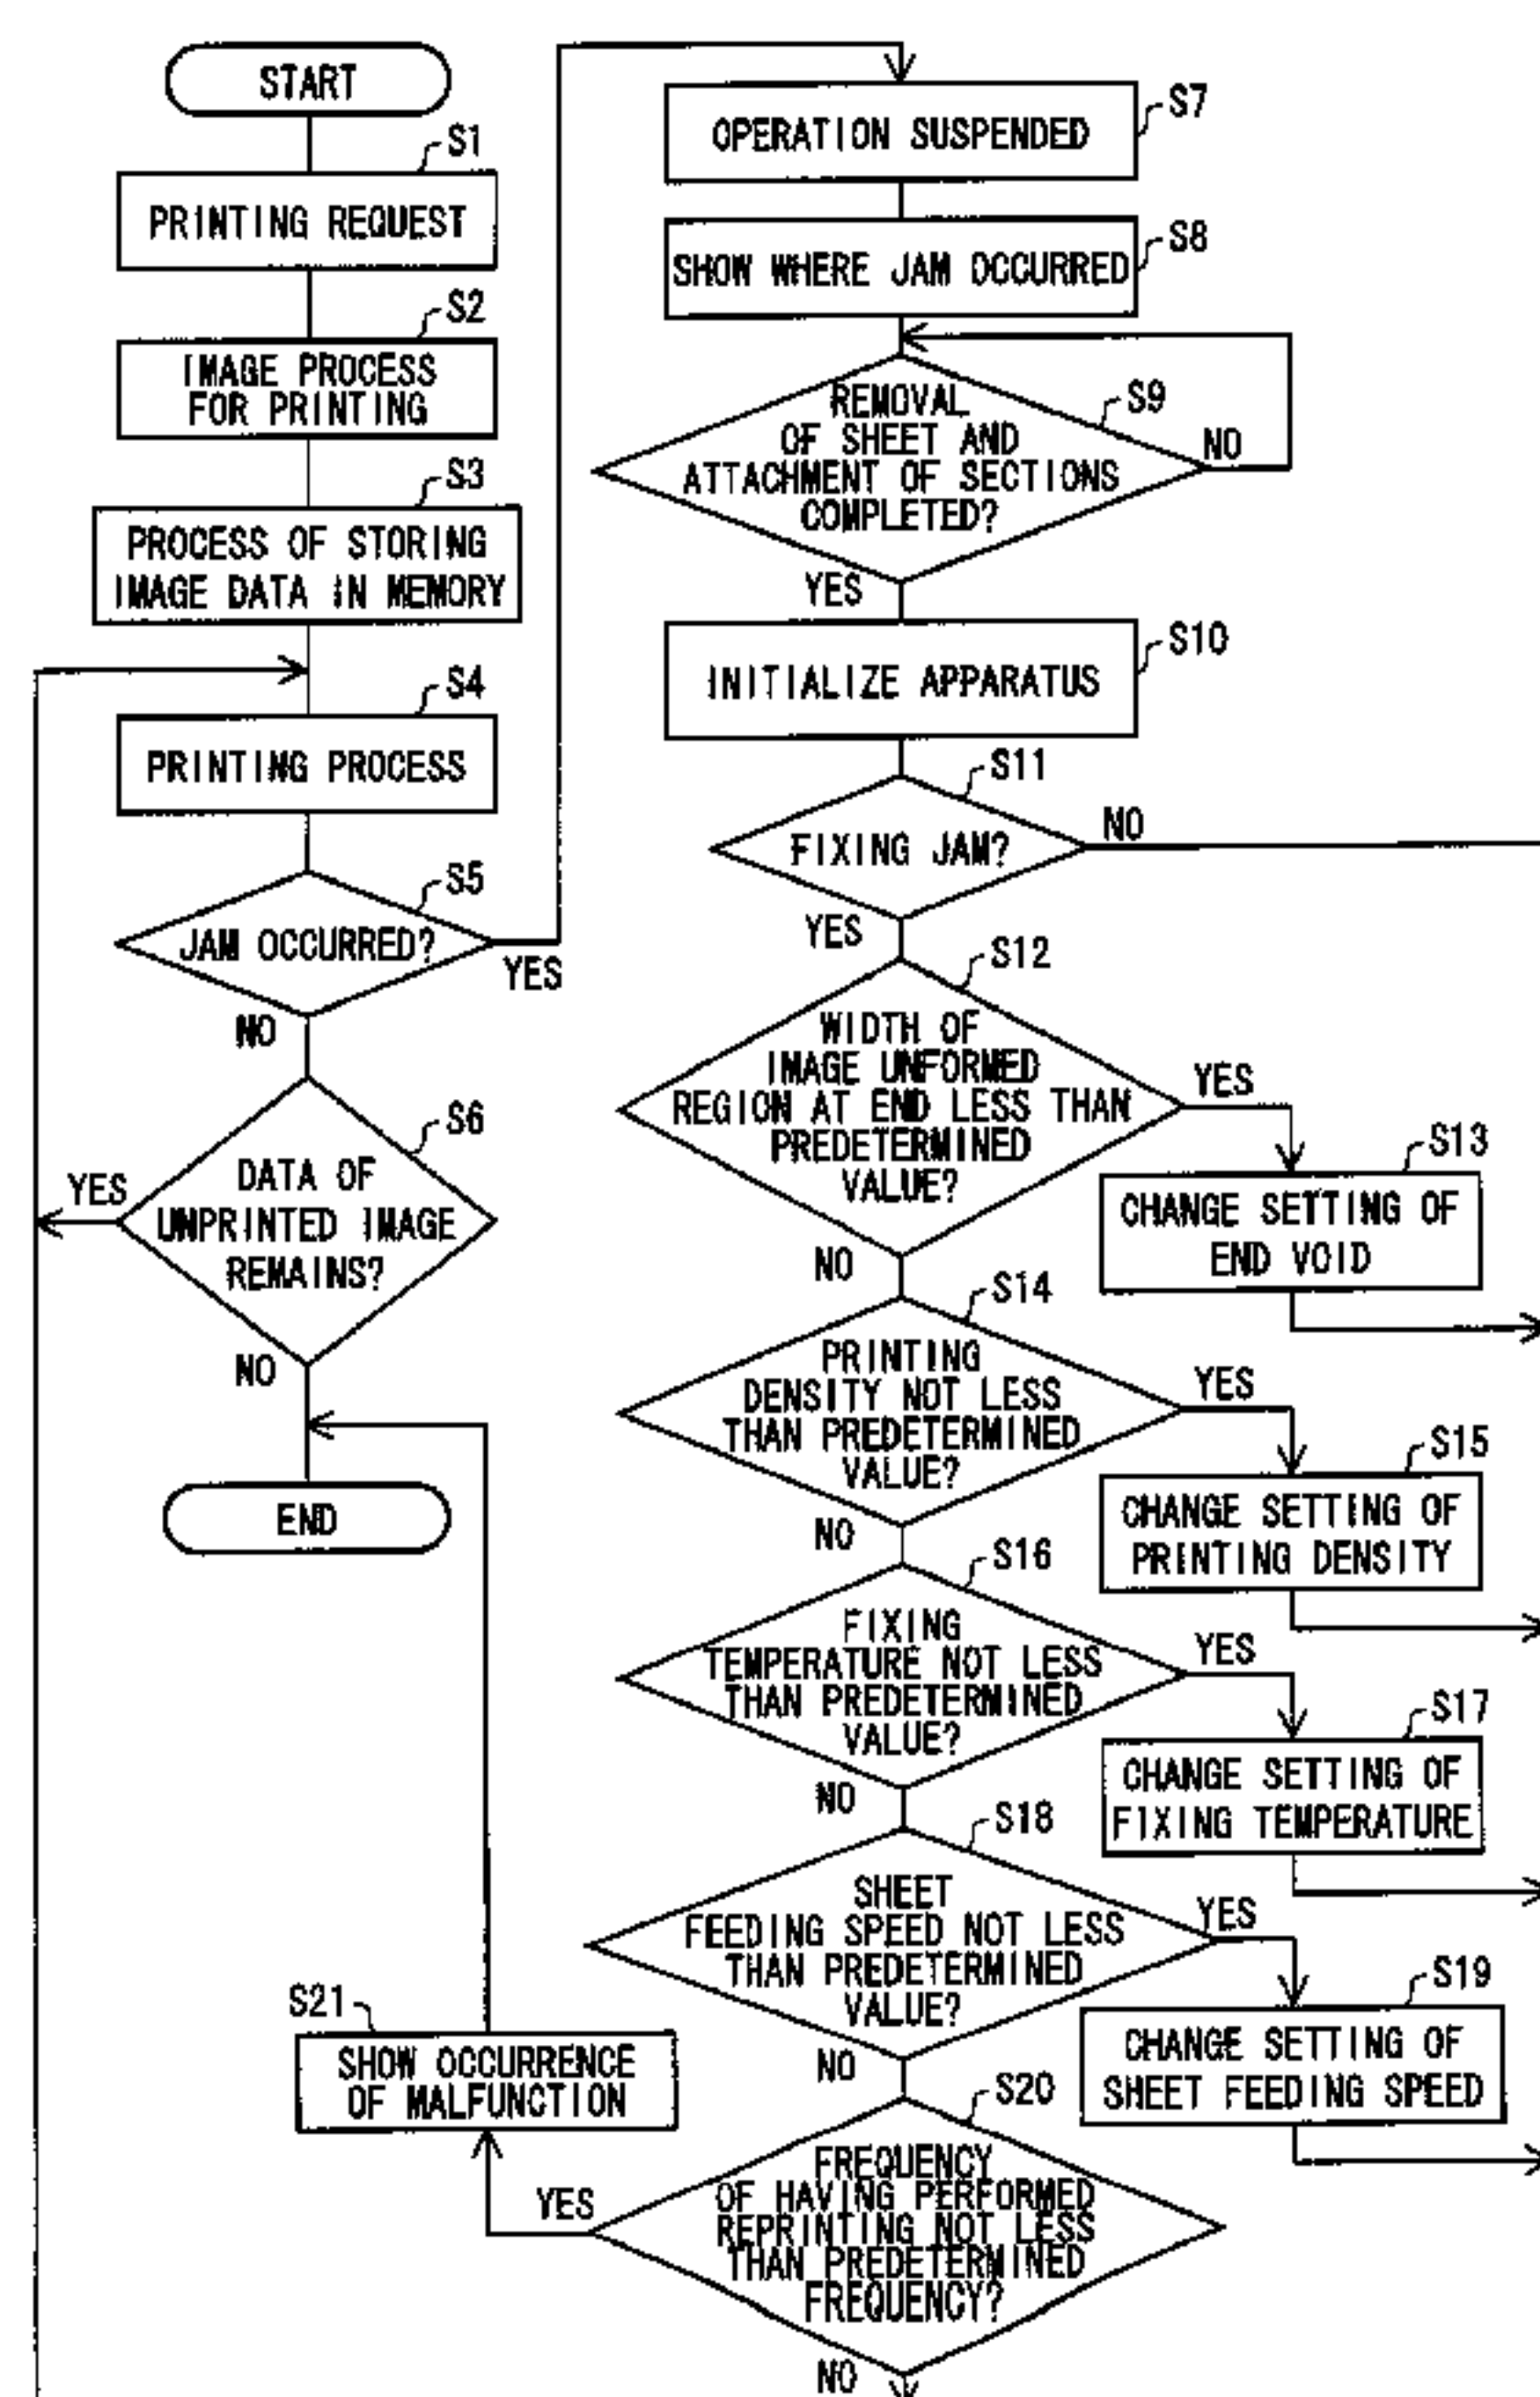 START
S1
PRINTING REQUEST
S2
IMAGE PROCESS
FOR PRINTING
S3
PROCESS OF STORING
IMAGE DATA IN MEMORY
S4
PRINTING PROCESS
S5
JAM OCCURRED?
YES
NO
S6
DATA OF
UNPRINTED IMAGE
REMAINS?
YES
NO
END
S7
OPERATION SUSPENDED
S8
SHOW WHERE JAM OCCURRED
S9
REMOVAL
OF SHEET AND
ATTACHMENT OF SECTIONS
COMPLETED?
NO
YES
S10
INITIALIZE APPARATUS
S11
FIXING JAM?
NO
YES
S12
WIDTH OF
IMAGE UNFORMED
REGION AT END LESS THAN
PREDETERMINED
VALUE?
YES
NO
S13
CHANGE SETTING OF
END VOID
S14
PRINTING
DENSITY NOT LESS
THAN PREDETERMINED
VALUE?
YES
NO
S15
CHANGE SETTING OF
PRINTING DENSITY
S16
FIXING
TEMPERATURE NOT LESS
THAN PREDETERMINED
VALUE?
YES
NO
S17
CHANGE SETTING OF
FIXING TEMPERATURE
S18
SHEET
FEEDING SPEED NOT LESS
THAN PREDETERMINED
VALUE?
YES
NO
S19
CHANGE SETTING OF
SHEET FEEDING SPEED
S20
FREQUENCY
OF HAVING PERFORMED
REPRINTING NOT LESS
THAN PREDETERMINED
FREQUENCY?
YES
NO
S21
SHOW OCCURRENCE
OF MALFUNCTION